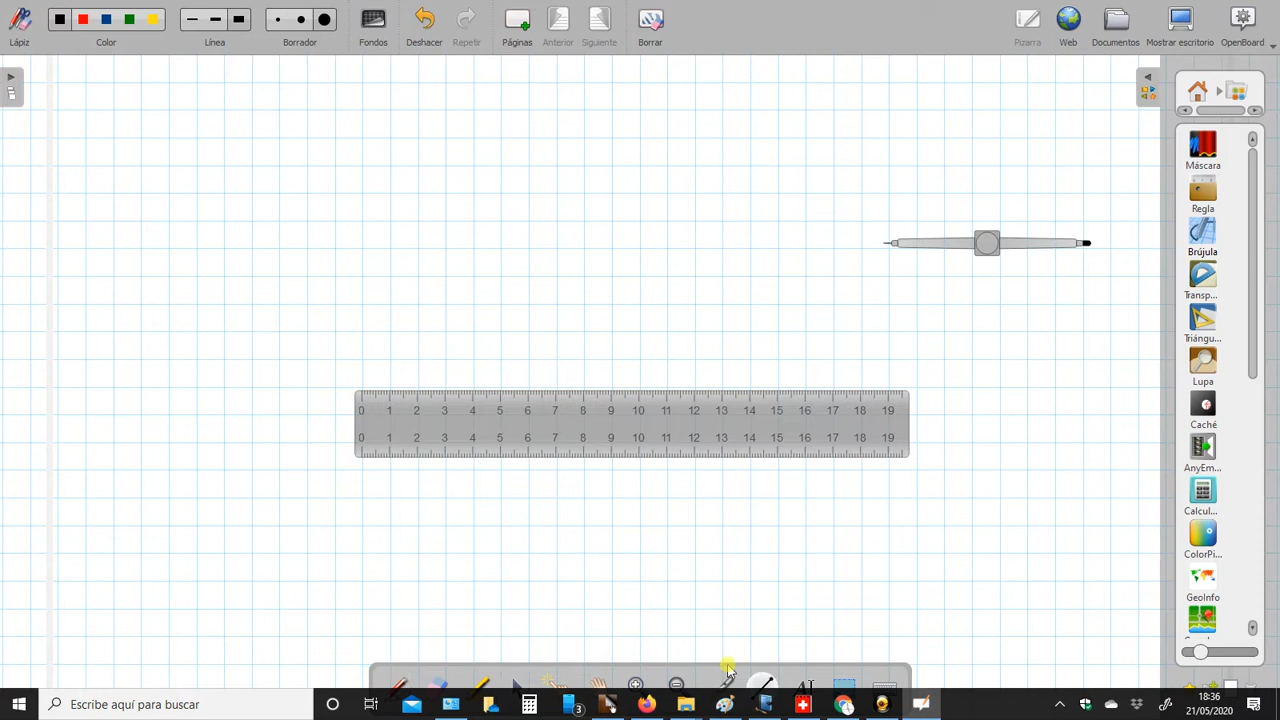 Lápiz
Color
Línea
Borrador
Fondos
Deshacer
Repetir
Páginas
Anterior
Siguiente
Borrar
Pizarra
Web
Documentos
Mostrar escritorio
OpenBoard
Máscara
Regla
Brújula
Transp...
Triángu...
Lupa
Caché
AnyEm...
Calcul...
ColorPi...
GeoInfo
0 1 2 3 4 5 6 7 8 9 10 11 12 13 14 15 16 17 18 19
0 1 2 3 4 5 6 7 8 9 10 11 12 13 14 15 16 17 18 19
Escribe aquí para buscar
3
18:36
21/05/2020